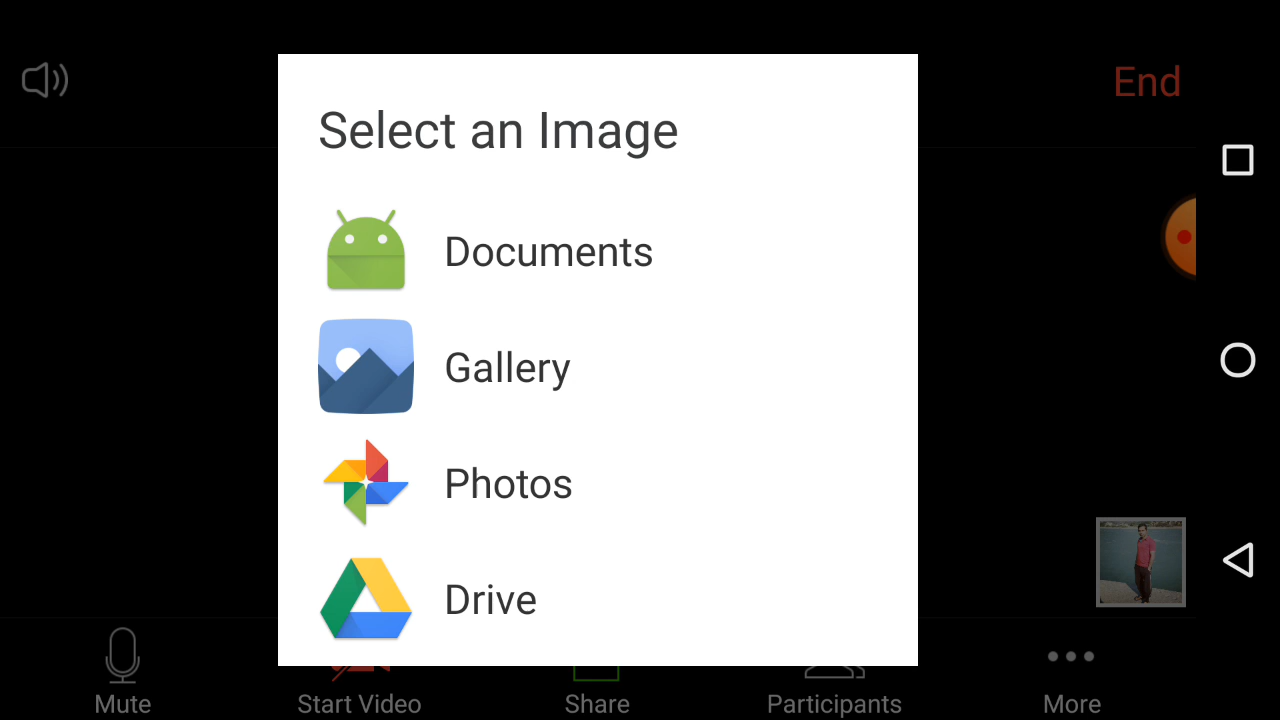 End
Select an Image
Documents
Gallery
Photos
Drive
Mute
Start Video
Share
Participants
More